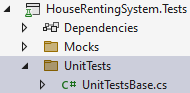 HouseRentingSystem.Tests
Dependencies
Mocks
UnitTests
C# UnitTestsBase.cs